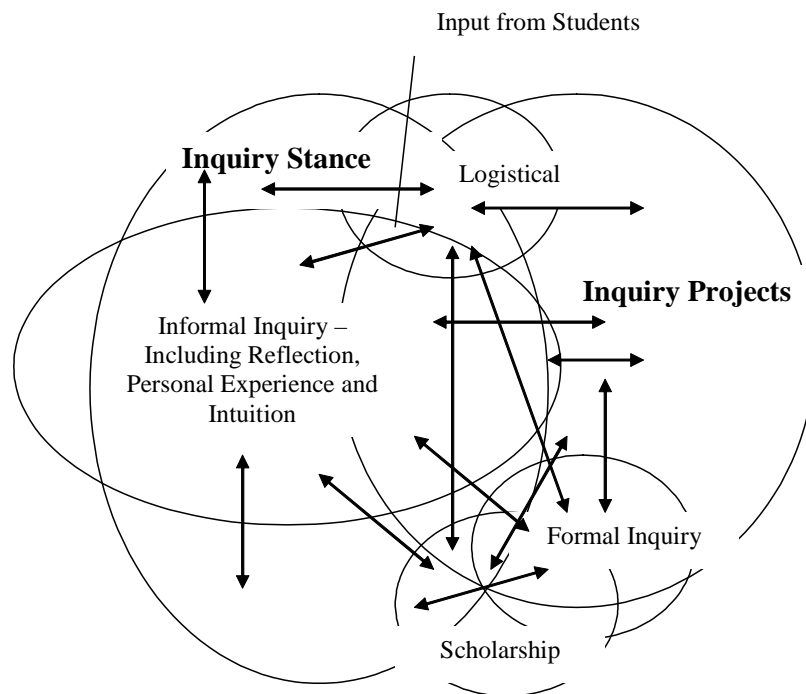 Input from Students
Inquiry Stance
Logistical
Inquiry Projects
Informal Inquiry –
Including Reflection,
Personal Experience and
Intuition
Formal Inquiry
Scholarship